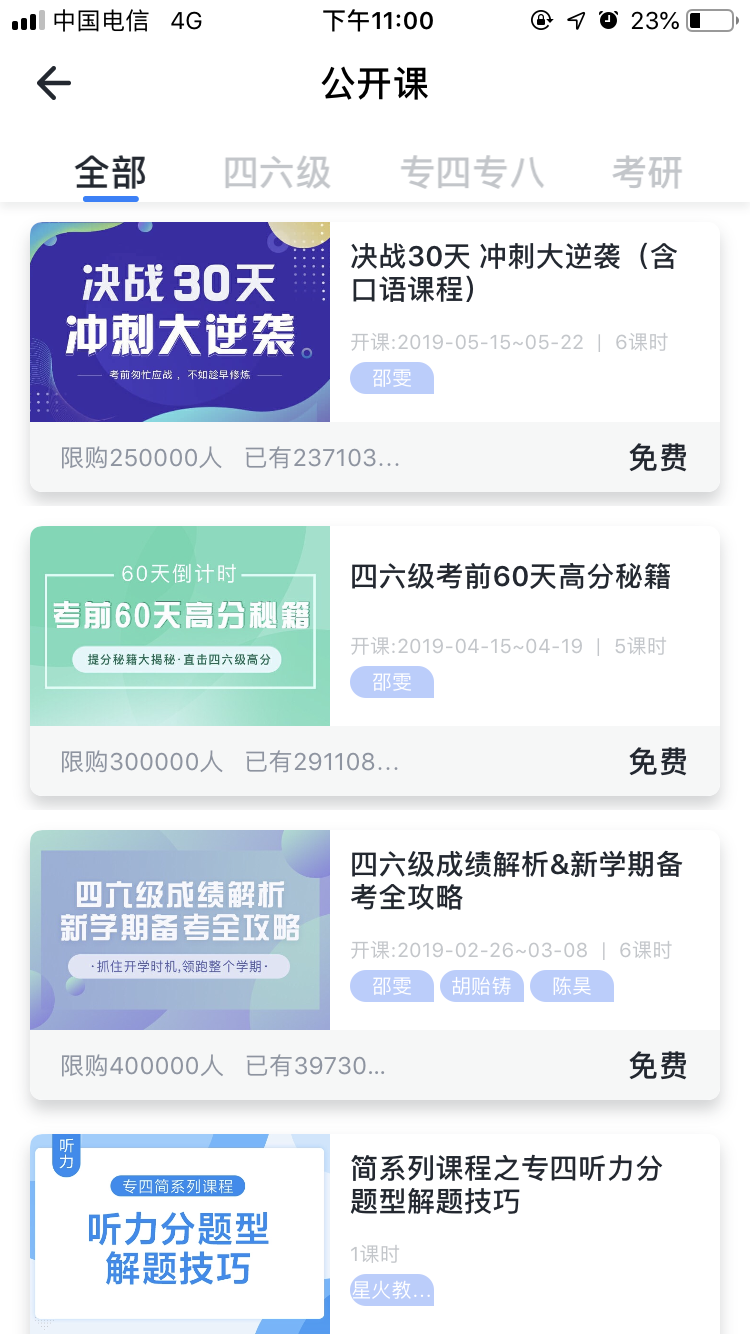 中国电信 4G 下午11:00 23%
公开课
全部 四六级 专四专八 考研
决战30天
冲刺大逆袭
考前匆忙应战，不如趁早修炼
决战30天 冲刺大逆袭（含
口语课程）
开课:2019-05-15~05-22 | 6课时
邵雯
限购250000人 已有237103... 免费
60天倒计时
考前60天高分秘籍
提分秘籍大揭秘·直击四六级高分
四六级考前60天高分秘籍
开课:2019-04-15~04-19 | 5课时
邵雯
限购300000人 已有291108... 免费
四六级成绩解析
新学期备考全攻略
·抓住开学时机,领跑整个学期·
四六级成绩解析&新学期备
考全攻略
开课:2019-02-26~03-08 | 6课时
邵雯 胡贻铸 陈昊
限购400000人 已有39730... 免费
听力
专四简系列课程
听力分题型
解题技巧
简系列课程之专四听力分
题型解题技巧
1课时
星火教...